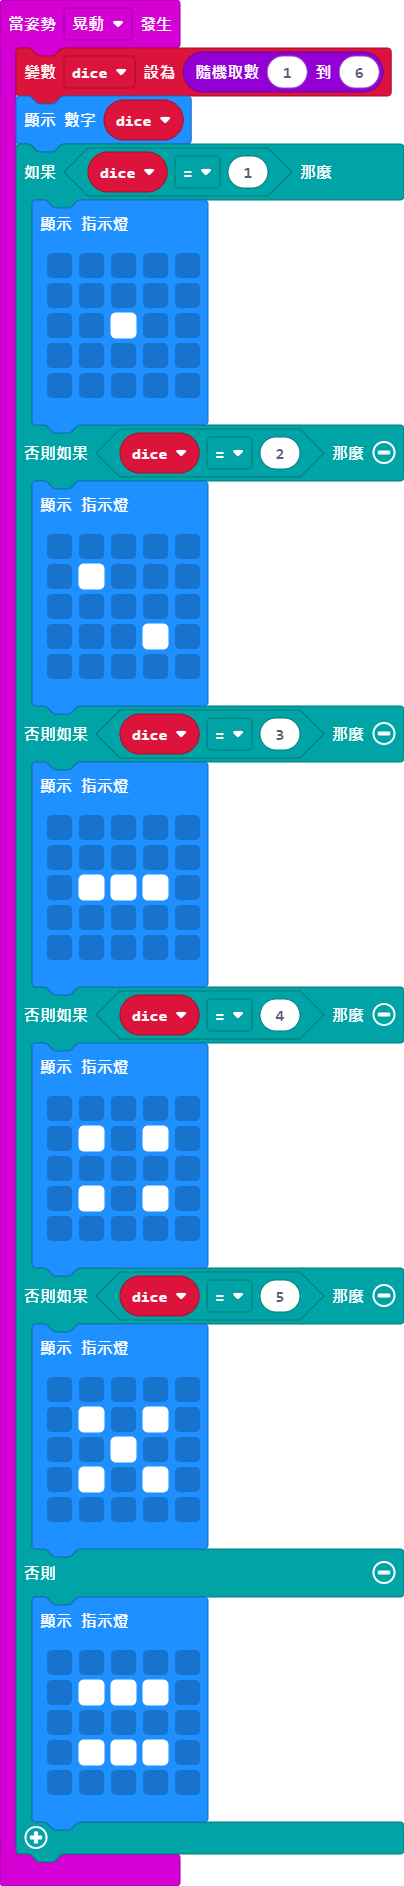 當姿勢 晃動 發生
變數 dice 設為 隨機取數 1 到 6
顯示 數字 dice
如果 dice = 1 那麼
顯示 指示燈
否則如果 dice = 2 那麼
顯示 指示燈
否則如果 dice = 3 那麼
顯示 指示燈
否則如果 dice = 4 那麼
顯示 指示燈
否則如果 dice = 5 那麼
顯示 指示燈
否則
顯示 指示燈